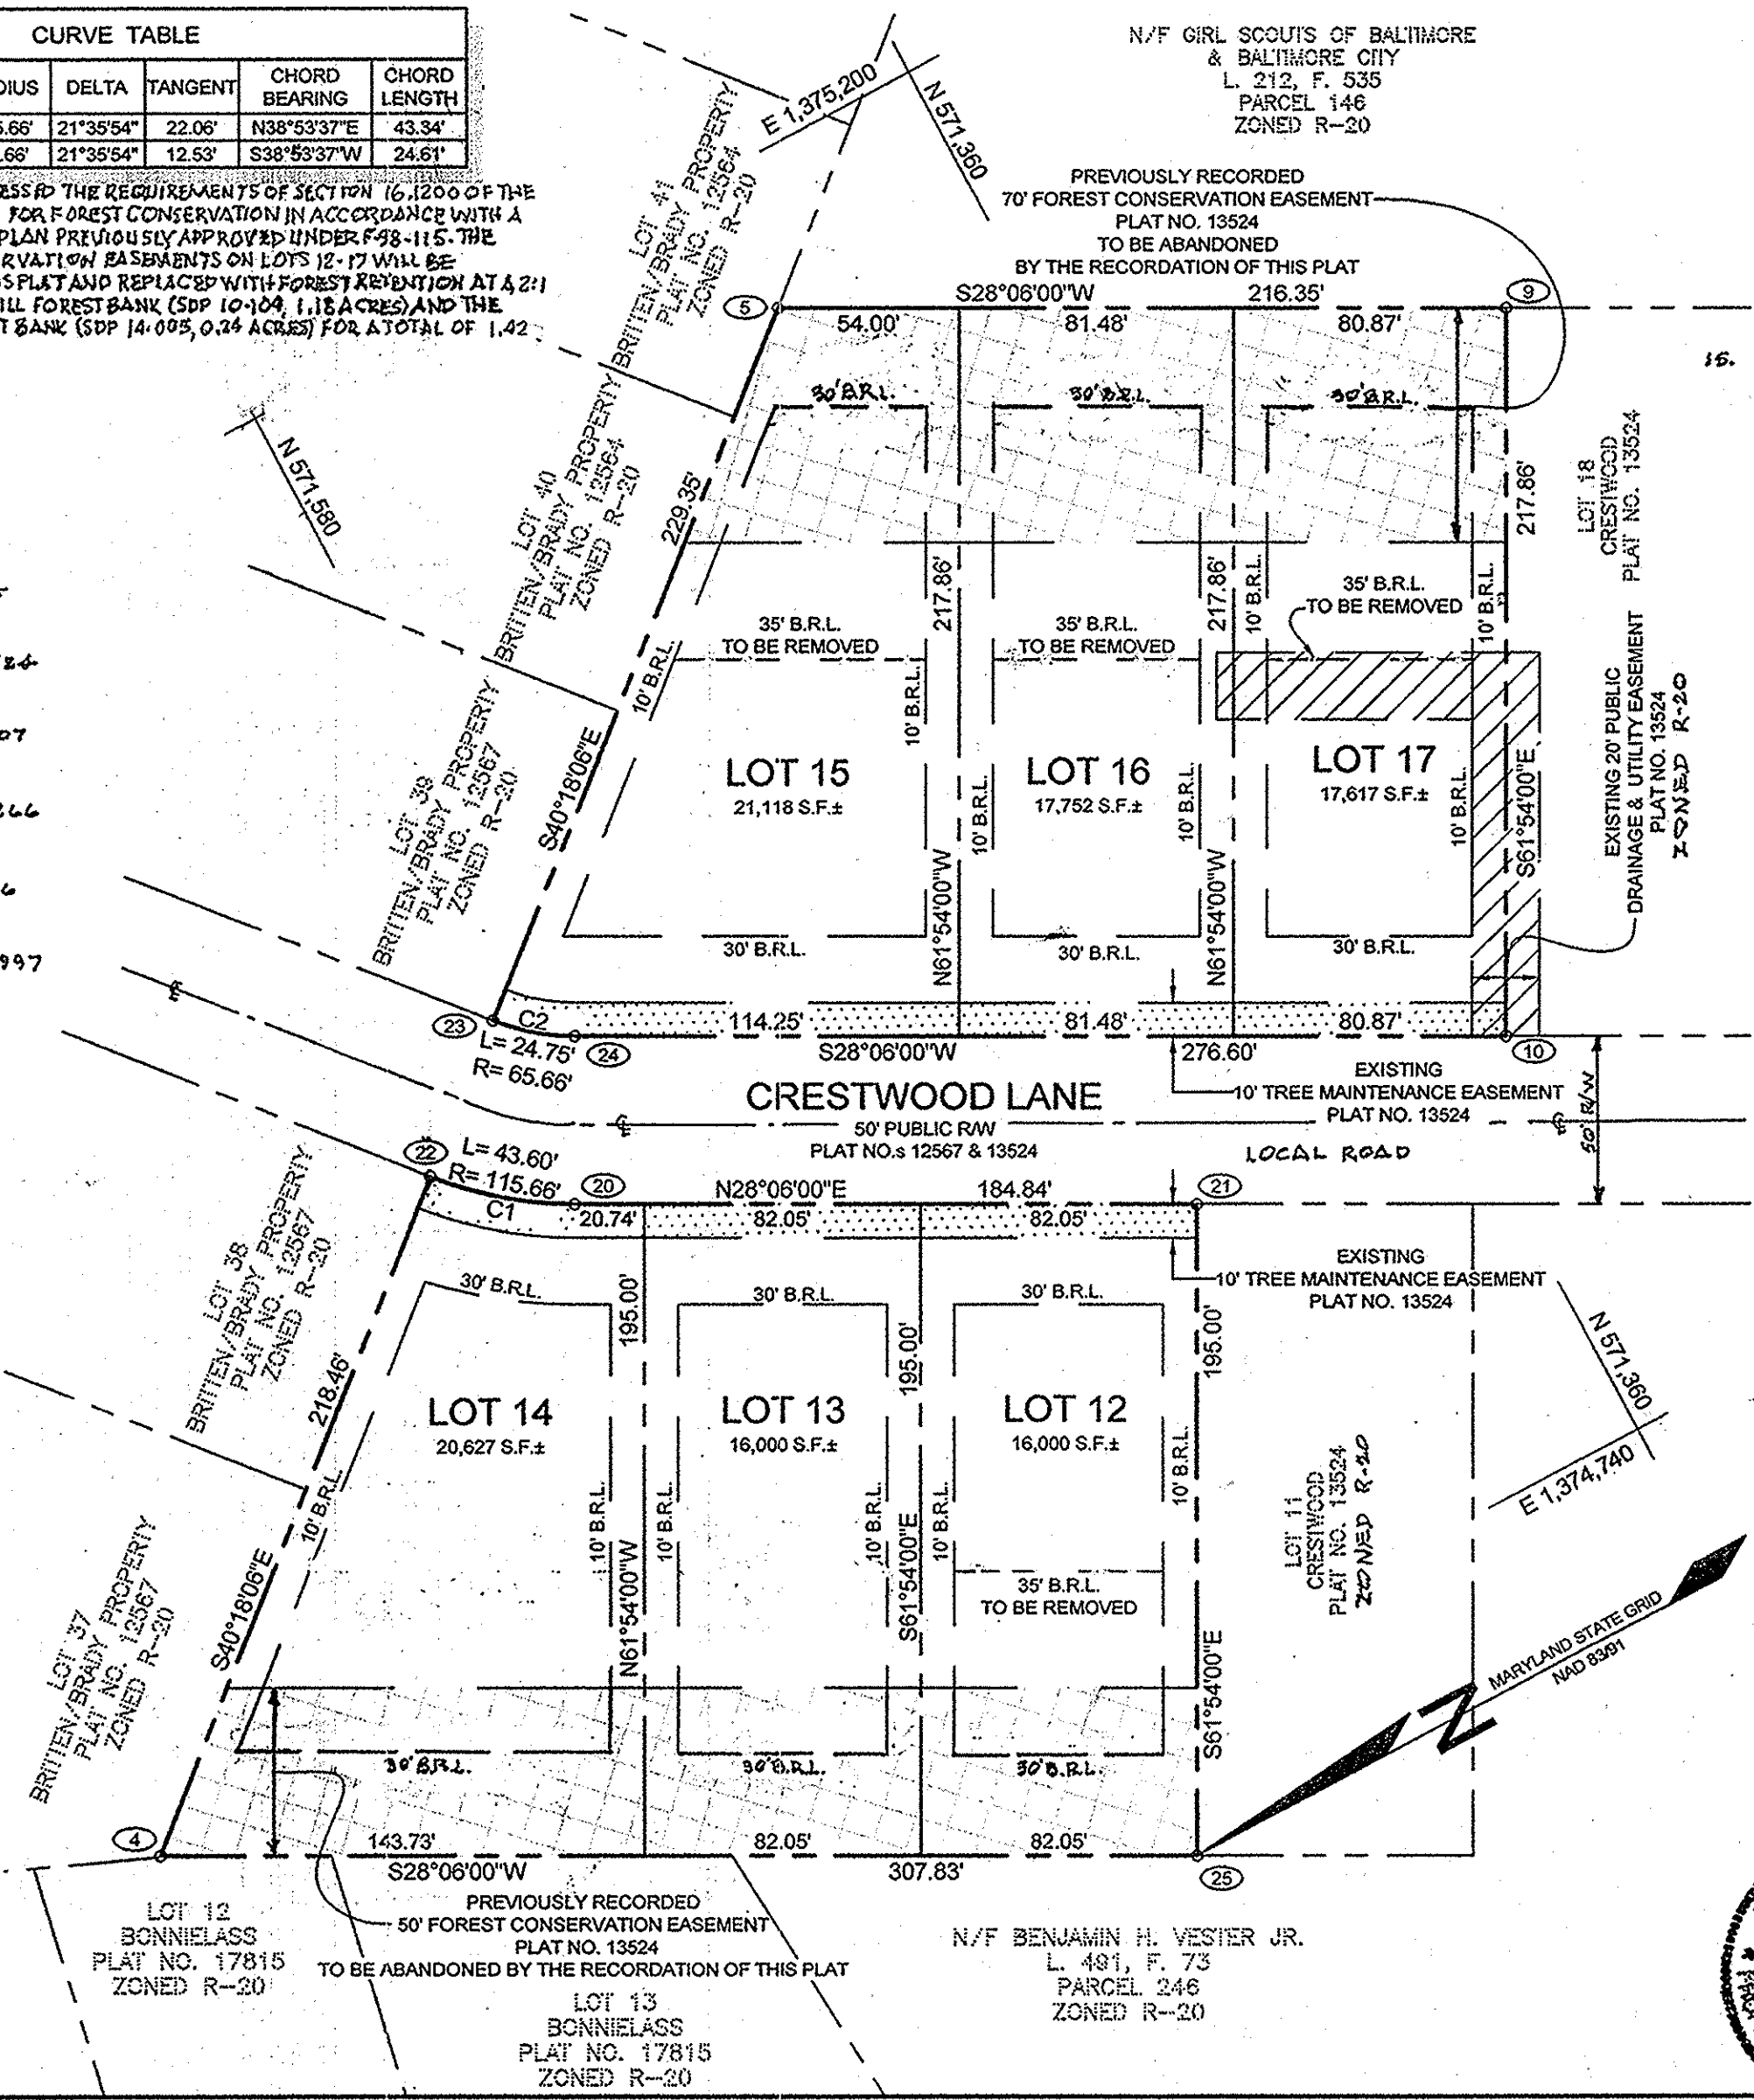 CURVE TABLE
DIUS DELTA TANGENT CHORD BEARING CHORD LENGTH
5.66' 21°35'54" 22.06' N38°53'37"E 43.34'
.66' 21°35'54" 12.53' S38°53'37"W 24.61'
THE REQUIREMENTS OF SECTION 16.1200 OF THE
FOR FOREST CONSERVATION IN ACCORDANCE WITH A
PLAN PREVIOUSLY APPROVED UNDER F-98-115. THE
RVATION EASEMENTS ON LOTS 12-17 WILL BE
S PLAT AND REPLACED WITH FOREST RETENTION AT A 2:1
ILL FOREST BANK (SDP 10-104, 1.18 ACRES) AND THE
T BANK (SDP 14-005, 0.24 ACRES) FOR A TOTAL OF 1.42
N/F GIRL SCOUTS OF BALTIMORE
& BALTIMORE CITY
L. 212, F. 535
PARCEL 146
ZONED R-20
E 1,375,200
N 571,360
PREVIOUSLY RECORDED
70' FOREST CONSERVATION EASEMENT
PLAT NO. 13524
TO BE ABANDONED
BY THE RECORDATION OF THIS PLAT
15.
LOT 41
BRITTEN/BRADY PROPERTY
PLAT NO. 12564
ZONED R-20
5
S28°06'00"W 216.35'
9
54.00' 81.48' 80.87'
30' B.R.L. 30' B.R.L. 30' B.R.L.
N 571,580
LOT 40
BRITTEN/BRADY PROPERTY
PLAT NO. 12564
ZONED R-20
229.35'
217.86'
217.86'
217.86'
LOT 18
CRESTWOOD
PLAT NO. 13524
10' B.R.L.
10' B.R.L.
35' B.R.L.
TO BE REMOVED
35' B.R.L.
TO BE REMOVED
35' B.R.L.
TO BE REMOVED
10' B.R.L.
10' B.R.L.
EXISTING 20' PUBLIC
DRAINAGE & UTILITY EASEMENT
PLAT NO. 13524
ZONED R-20
07
997
LOT 38
BRITTEN/BRADY PROPERTY
PLAT NO. 12567
ZONED R-20
S40°18'06"E
LOT 15
21,118 S.F.±
LOT 16
17,752 S.F.±
LOT 17
17,617 S.F.±
10' B.R.L.
10' B.R.L.
10' B.R.L.
N61°54'00"W
N61°54'00"W
S61°54'00"E
30' B.R.L. 30' B.R.L. 30' B.R.L.
23
C2
24
114.25' 81.48' 80.87'
L= 24.75'
R= 65.66'
S28°06'00"W 276.60'
10
EXISTING
10' TREE MAINTENANCE EASEMENT
PLAT NO. 13524
CRESTWOOD LANE
50' PUBLIC R/W
PLAT NO.s 12567 & 13524
LOCAL ROAD
50' R/W
22
L= 43.60'
R= 115.66'
20
N28°06'00"E 184.84'
21
C1
20.74' 82.05' 82.05'
EXISTING
10' TREE MAINTENANCE EASEMENT
PLAT NO. 13524
LOT 38
BRITTEN/BRADY PROPERTY
PLAT NO. 12567
ZONED R-20
30' B.R.L. 30' B.R.L. 30' B.R.L.
195.00'
195.00'
195.00'
218.46'
LOT 14
20,627 S.F.±
LOT 13
16,000 S.F.±
LOT 12
16,000 S.F.±
N 571,360
E 1,374,740
10' B.R.L.
10' B.R.L.
10' B.R.L.
10' B.R.L.
10' B.R.L.
10' B.R.L.
LOT 11
CRESTWOOD
PLAT NO. 13524
ZONED R-20
LOT 37
BRITTEN/BRADY PROPERTY
PLAT NO. 12567
ZONED R-20
S40°18'06"E
N61°54'00"W
S61°54'00"E
35' B.R.L.
TO BE REMOVED
S61°54'00"E
MARYLAND STATE GRID
NAD 83/91
N
30' B.R.L. 30' B.R.L. 30' B.R.L.
4
143.73' 82.05' 82.05'
S28°06'00"W 307.83'
25
PREVIOUSLY RECORDED
50' FOREST CONSERVATION EASEMENT
PLAT NO. 13524
TO BE ABANDONED BY THE RECORDATION OF THIS PLAT
LOT 12
BONNIELASS
PLAT NO. 17815
ZONED R-20
LOT 13
BONNIELASS
PLAT NO. 17815
ZONED R-20
N/F BENJAMIN H. VESTER JR.
L. 491, F. 73
PARCEL 246
ZONED R-20